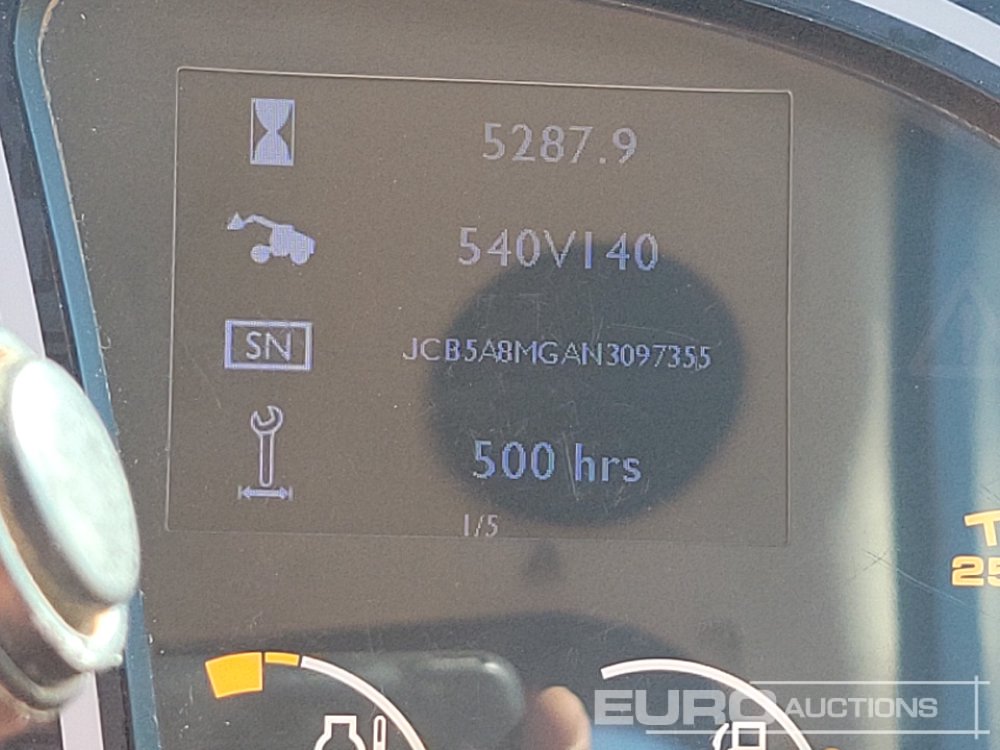 5287.9
540V140
SN JCB5A8MGAN3097355
500 hrs
1/5
EURO AUCTIONS